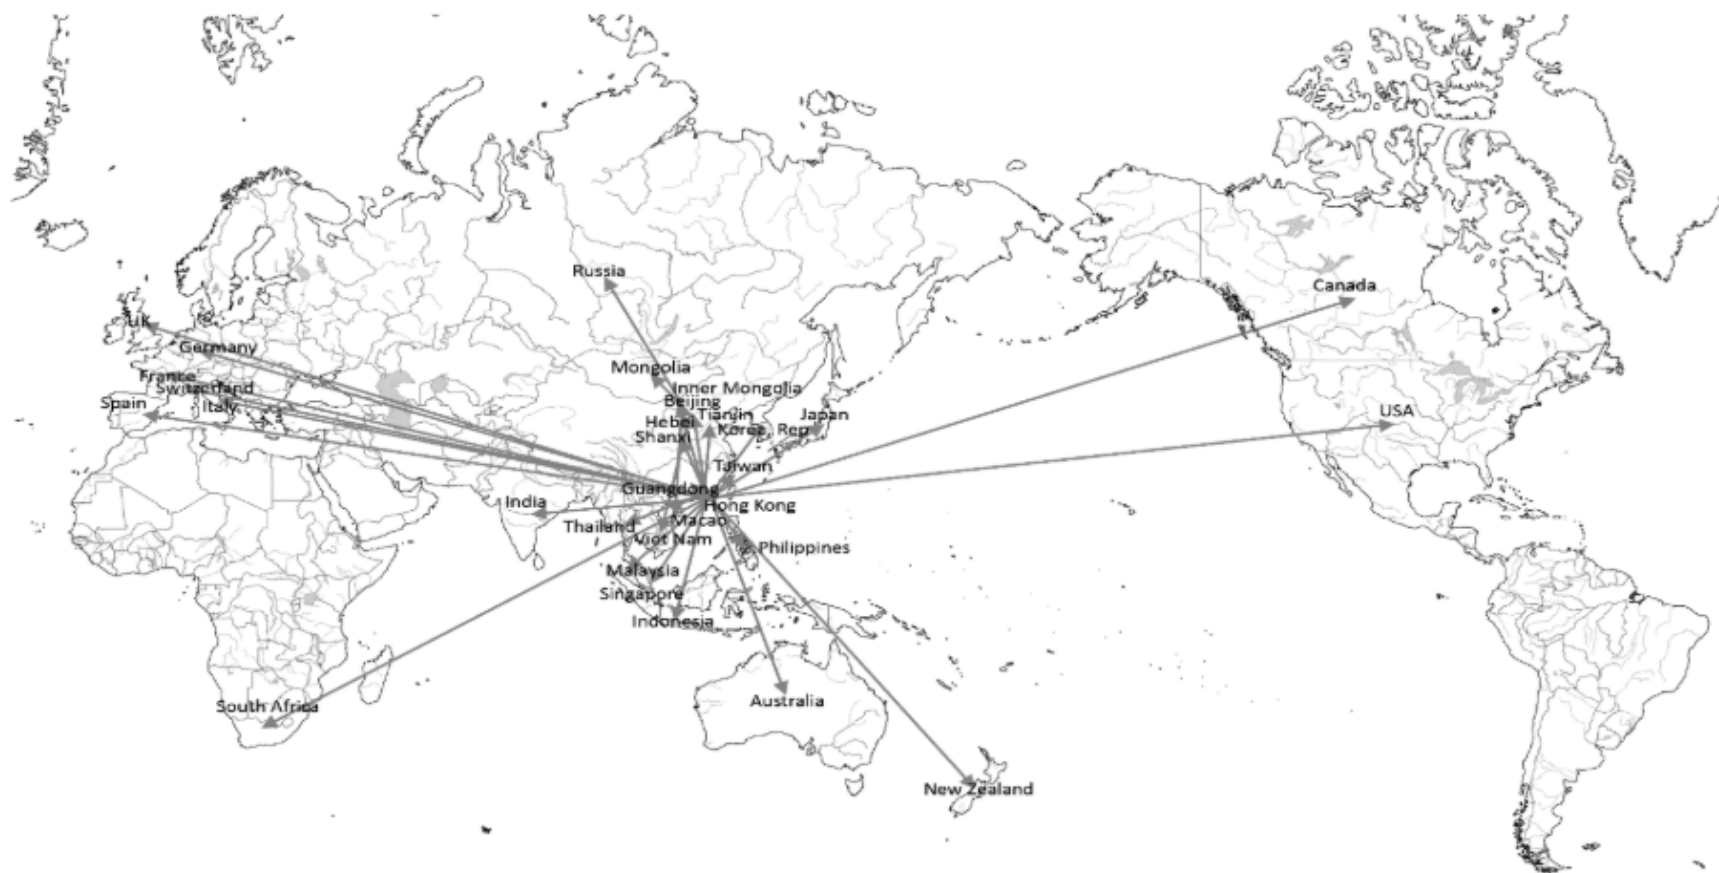 Russia
Canada
UK
Germany
Mongolia
France
Switzerland
Inner Mongolia
Spain
Italy
Beijing
Tianjin
Japan
USA
Hebei
Korea, Rep
Shanxi
Taiwan
Guangdong
India
Hong Kong
Thailand
Macao
Viet Nam
Philippines
Malaysia
Singapore
Indonesia
South Africa
Australia
New Zealand